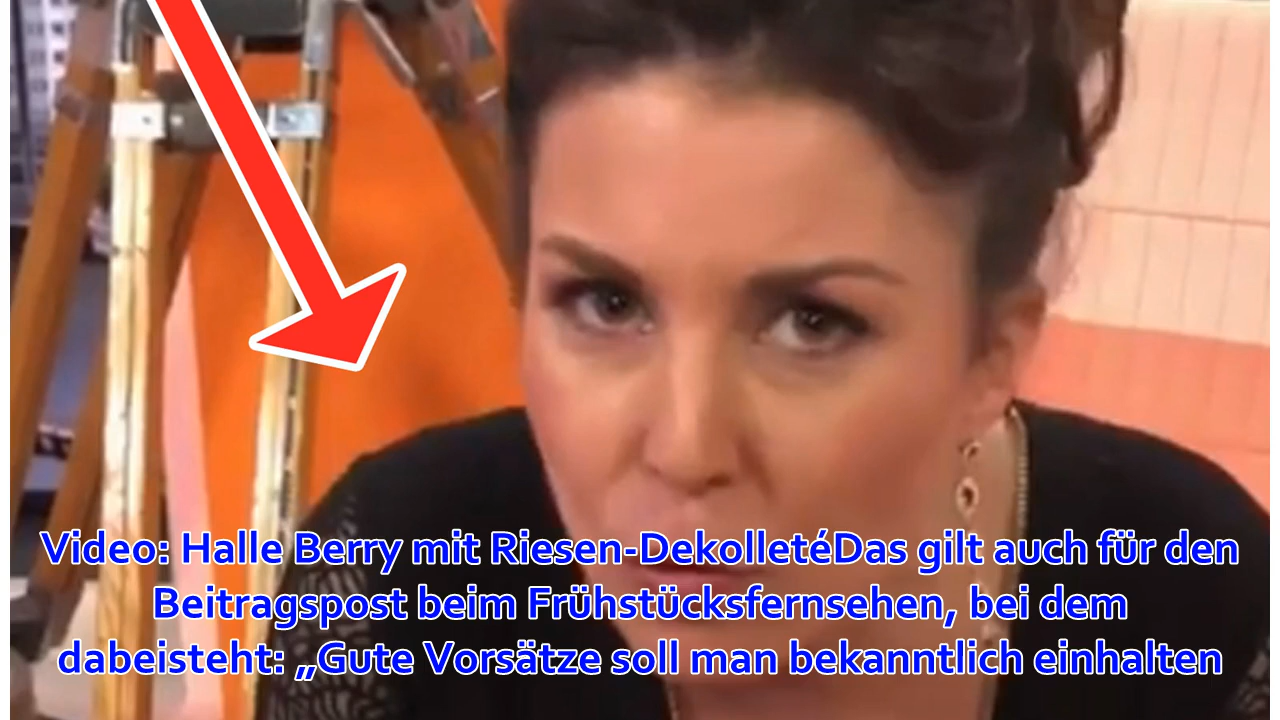 Video: Halle Berry mit Riesen-DekolletéDas gilt auch für den
Beitragspost beim Frühstücksfernsehen, bei dem
dabeisteht: „Gute Vorsätze soll man bekanntlich einhalten